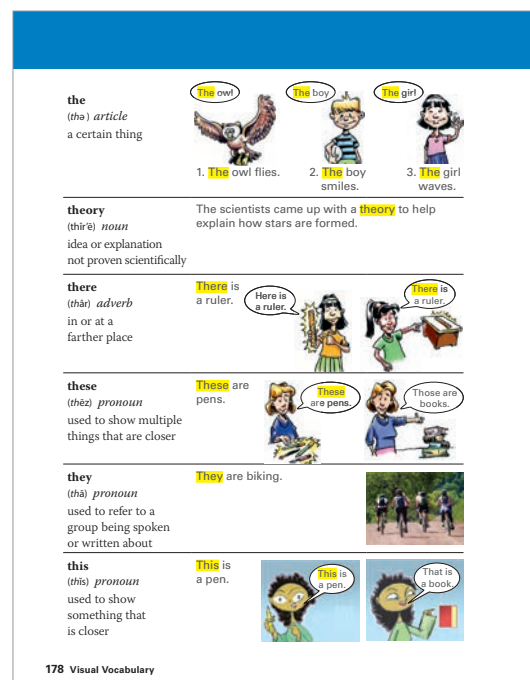 The owl
The boy
The girl
the
(thə) article
a certain thing
1. The owl flies.
2. The boy
smiles.
3. The girl
waves.
theory
(thîr'ē) noun
idea or explanation
not proven scientifically
The scientists came up with a theory to help
explain how stars are formed.
there
(thâr) adverb
in or at a
farther place
There is
a ruler.
Here is
a ruler.
There is
a ruler.
these
(thēz) pronoun
used to show multiple
things that are closer
These are
pens.
These
are pens.
Those are
books.
they
(thā) pronoun
used to refer to a
group being spoken
or written about
They are biking.
this
(thĭs) pronoun
used to show
something that
is closer
This is
a pen.
This is
a pen.
That is
a book.
178 Visual Vocabulary